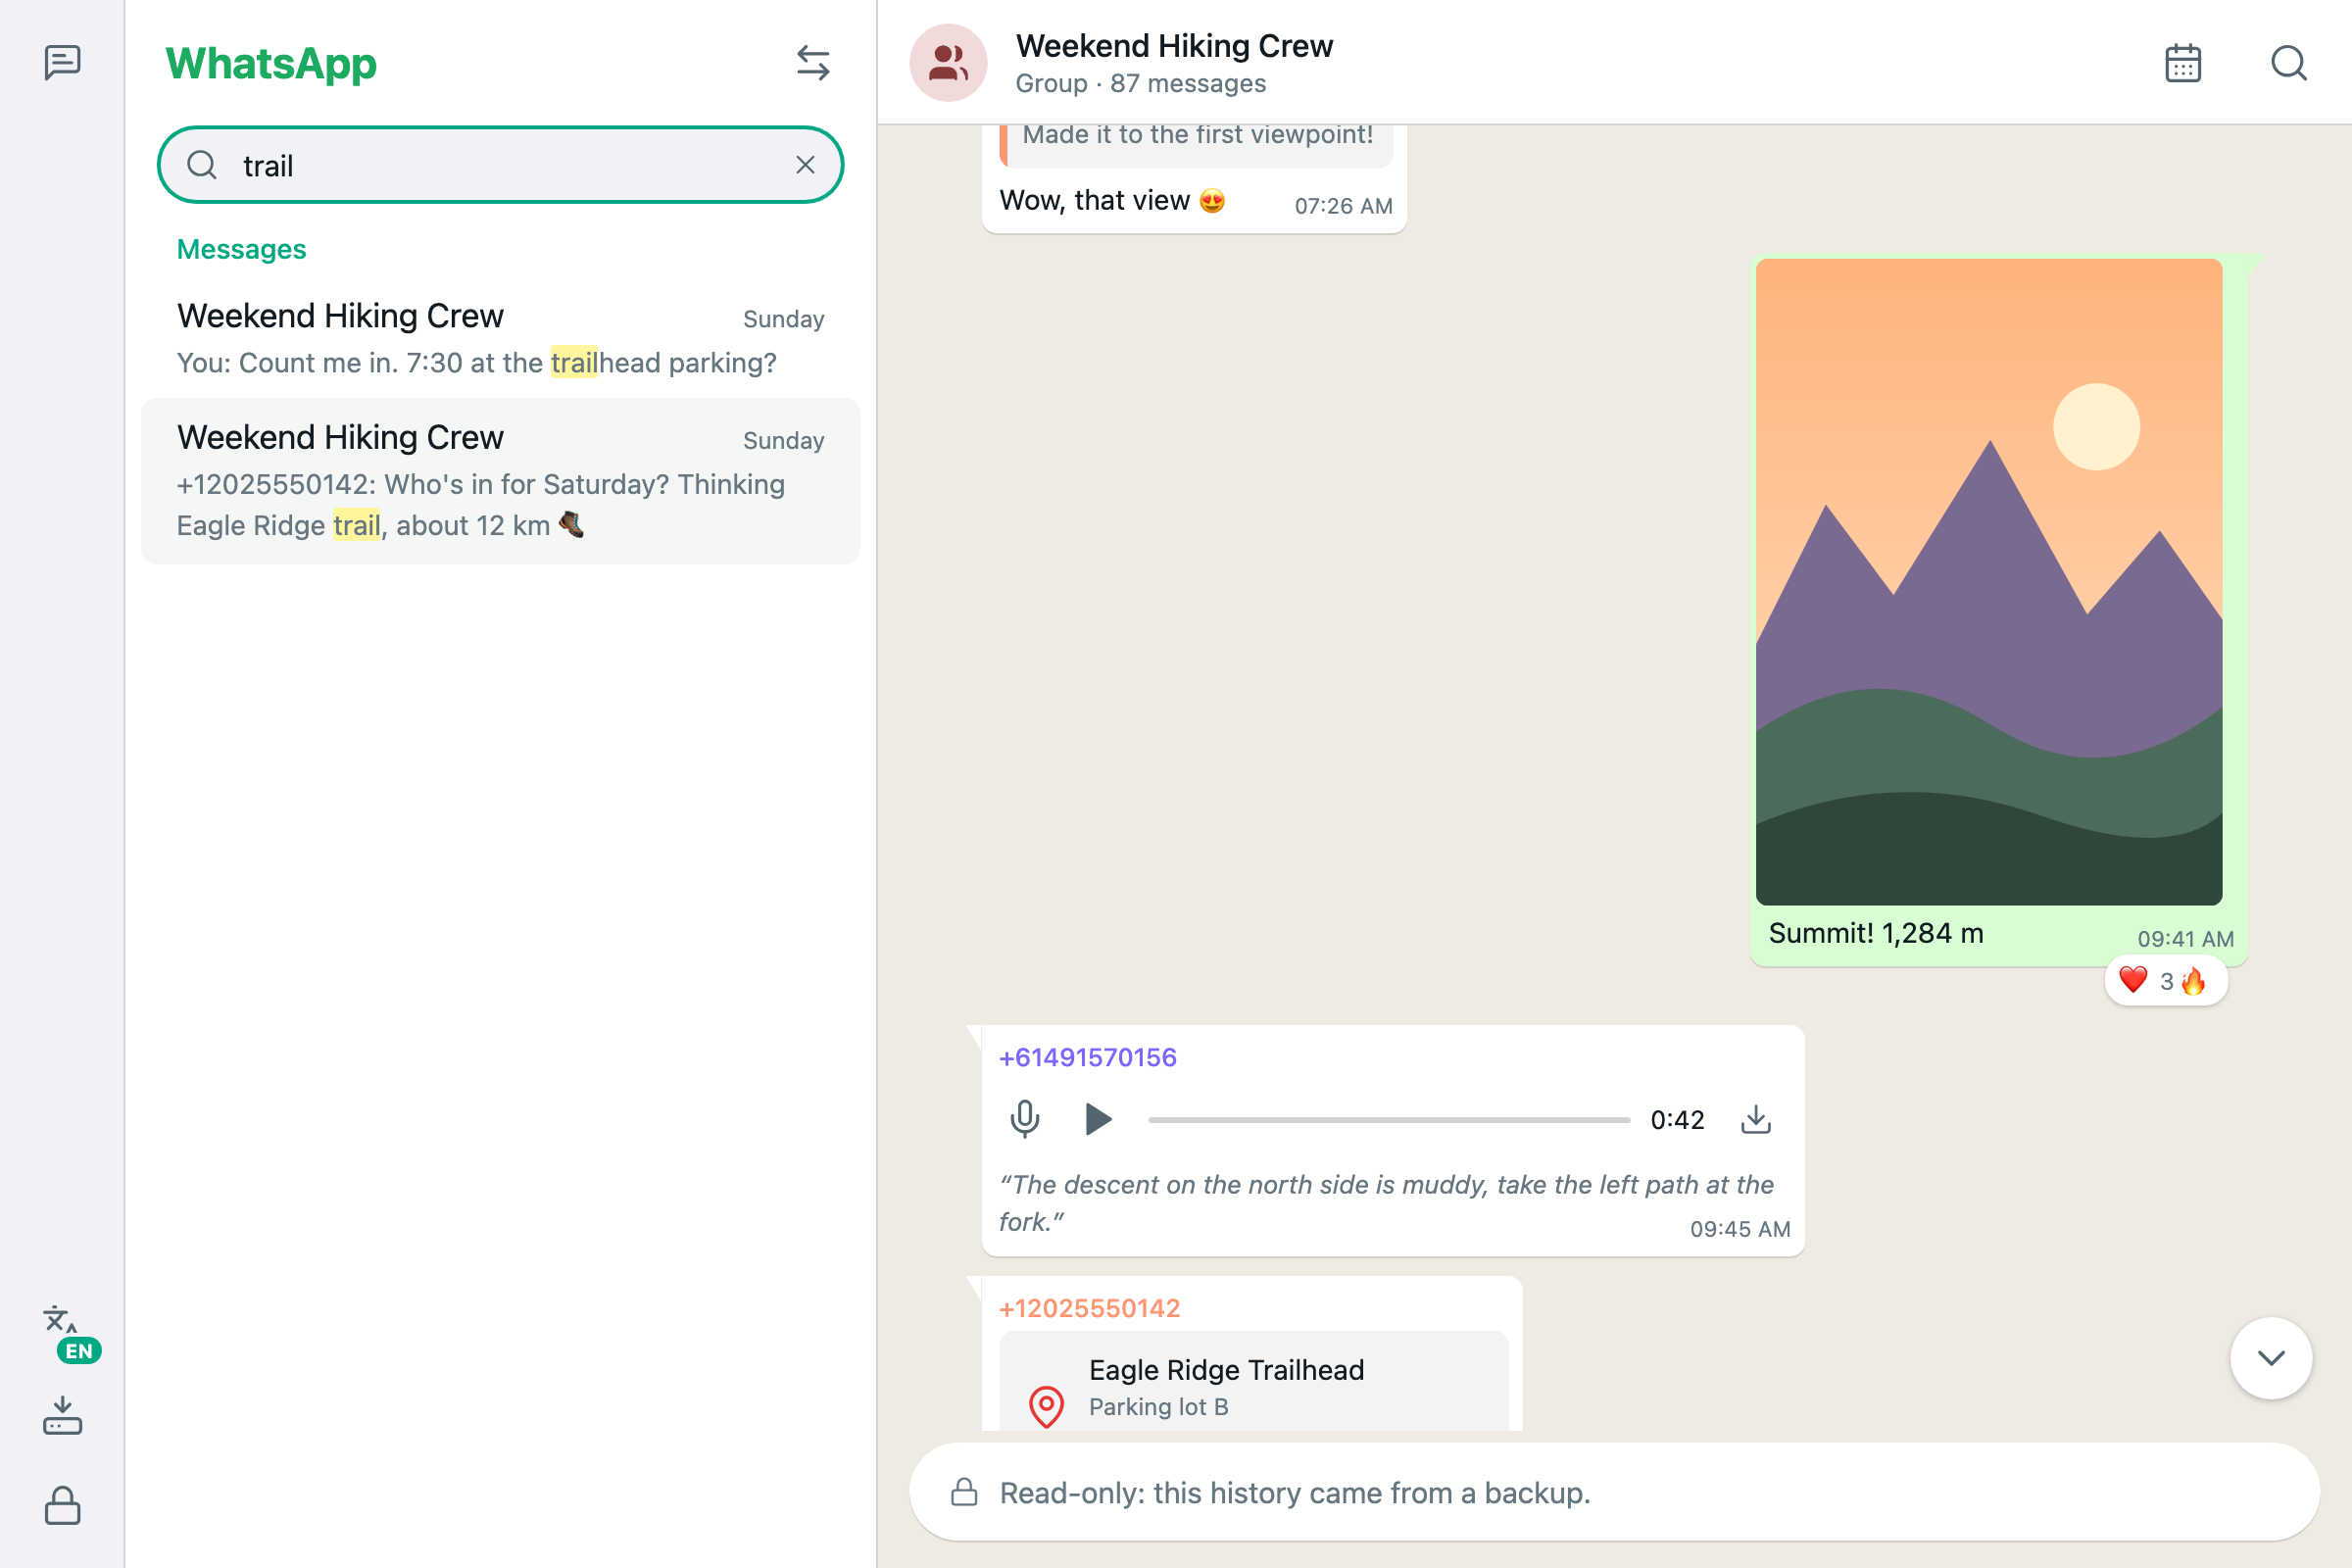 WhatsApp
trail
Messages
Weekend Hiking Crew
Sunday
You: Count me in. 7:30 at the trailhead parking?
Weekend Hiking Crew
Sunday
+12025550142: Who's in for Saturday? Thinking
Eagle Ridge trail, about 12 km 🥾
EN
Weekend Hiking Crew
Group · 87 messages
Made it to the first viewpoint!
Wow, that view 😍
07:26 AM
Summit! 1,284 m
09:41 AM
❤️ 3 🔥
+61491570156
0:42
“The descent on the north side is muddy, take the left path at the
fork.”
09:45 AM
+12025550142
Eagle Ridge Trailhead
Parking lot B
Read-only: this history came from a backup.